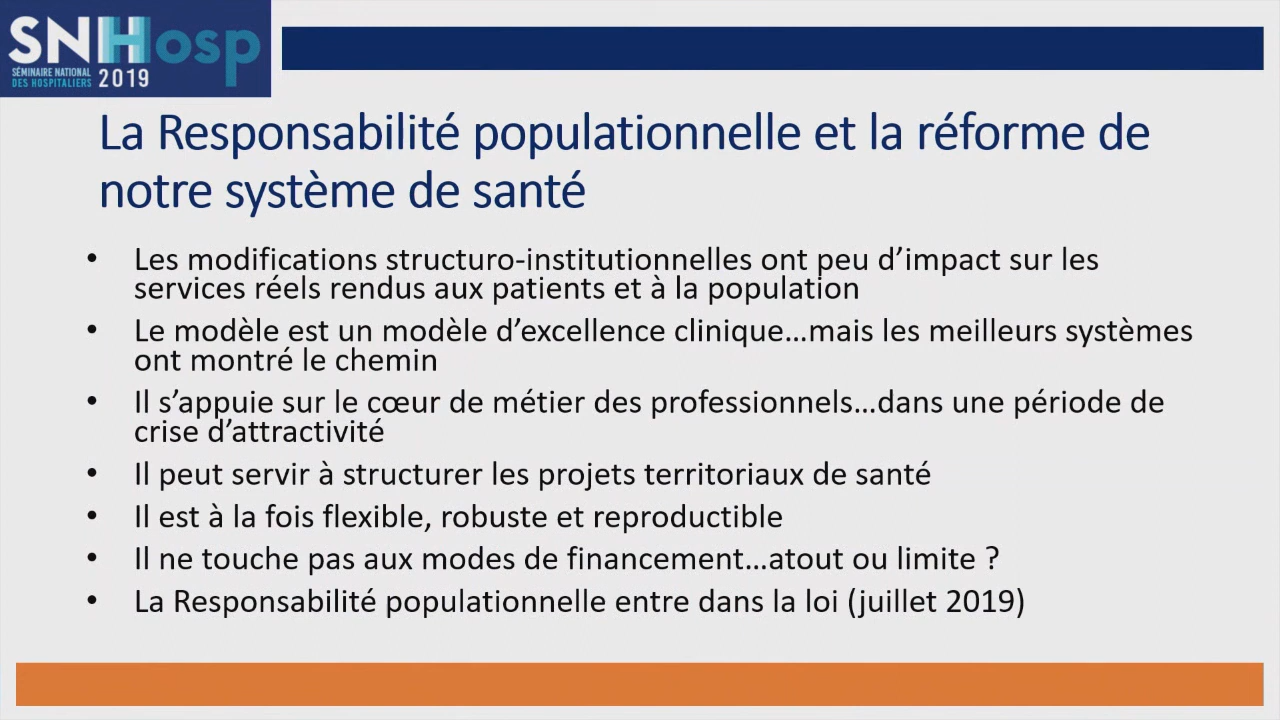 SNHosp
SÉMINAIRE NATIONAL
DES HOSPITALIERS 2019
La Responsabilité populationnelle et la réforme de
notre système de santé
• Les modifications structuro-institutionnelles ont peu d’impact sur les
services réels rendus aux patients et à la population
• Le modèle est un modèle d’excellence clinique…mais les meilleurs systèmes
ont montré le chemin
• Il s’appuie sur le cœur de métier des professionnels…dans une période de
crise d’attractivité
• Il peut servir à structurer les projets territoriaux de santé
• Il est à la fois flexible, robuste et reproductible
• Il ne touche pas aux modes de financement…atout ou limite ?
• La Responsabilité populationnelle entre dans la loi (juillet 2019)